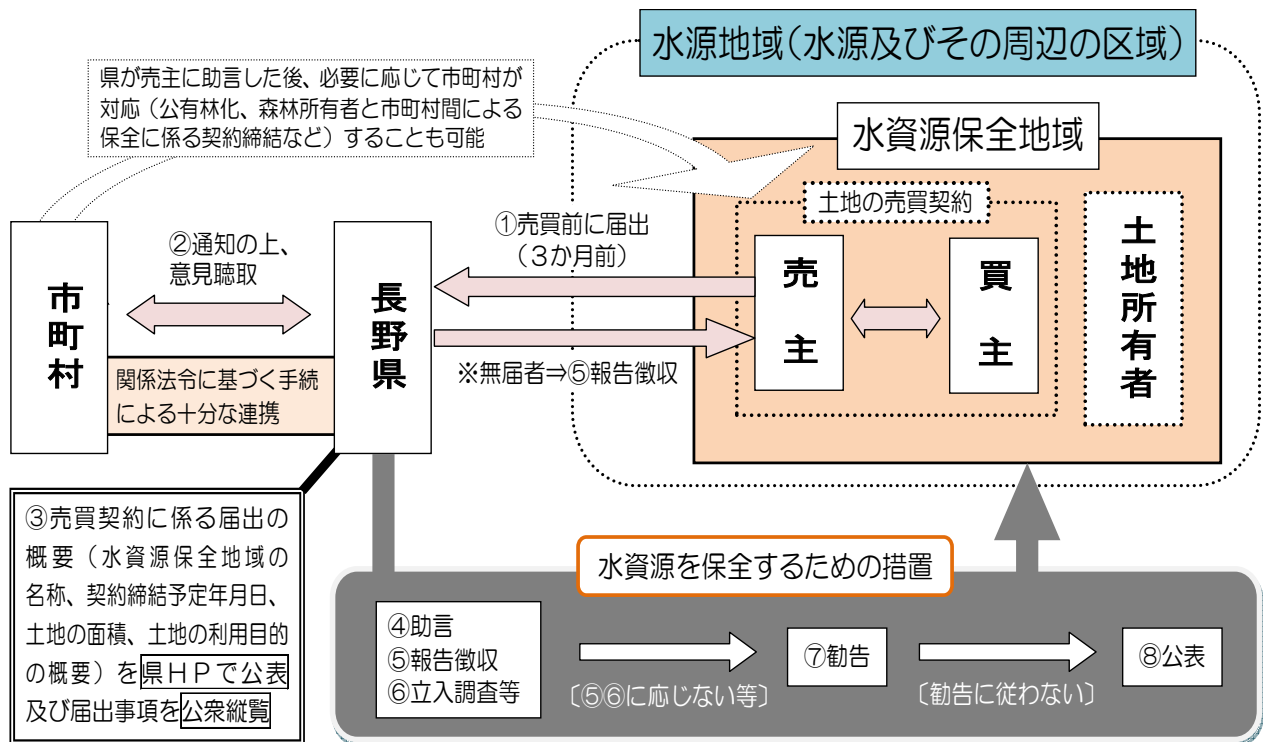 水源地域（水源及びその周辺の区域）
県が売主に助言した後、必要に応じて市町村が
対応（公有林化、森林所有者と市町村間による
保全に係る契約締結など）することも可能
水資源保全地域
土地の売買契約
売主
買主
土地所有者
①売買前に届出
（３か月前）
※無届者⇒⑤報告徴収
②通知の上、
意見聴取
市町村
長野県
関係法令に基づく手続
による十分な連携
③売買契約に係る届出の
概要（水資源保全地域の
名称、契約締結予定年月日、
土地の面積、土地の利用目的
の概要）を県ＨＰで公表
及び届出事項を公衆縦覧
水資源を保全するための措置
④助言
⑤報告徴収
⑥立入調査等
〔⑤⑥に応じない等〕
⑦勧告
〔勧告に従わない〕
⑧公表